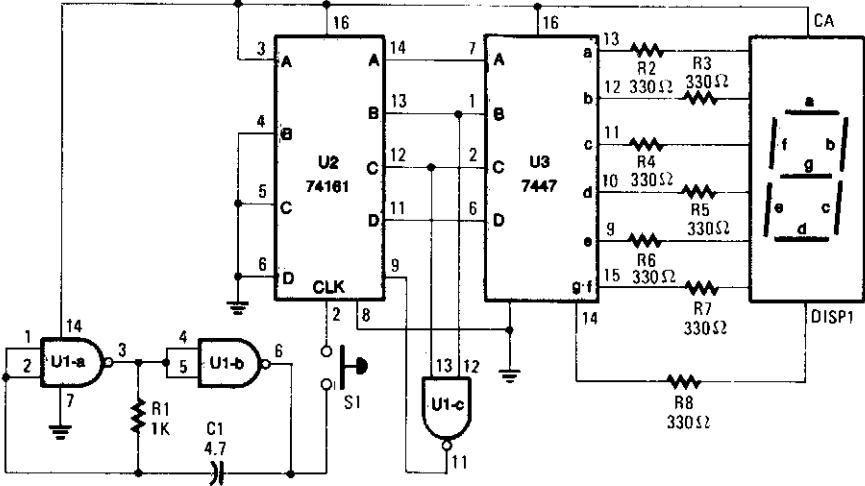 16
16
CA
3
A
A
14
7
A
a
13
R2
330Ω
R3
330Ω
4
B
B
13
1
B
b
12
a
f
b
g
e
c
d
U2
74161
U3
7447
5
C
C
12
2
C
c
11
R4
330Ω
d
10
R5
330Ω
6
D
D
11
6
D
e
9
R6
330Ω
9
g·f
15
R7
330Ω
CLK
2
8
14
DISP1
R8
330Ω
1
2
14
U1-a
3
7
4
5
U1-b
6
S1
13
12
U1-c
11
R1
1K
C1
4.7